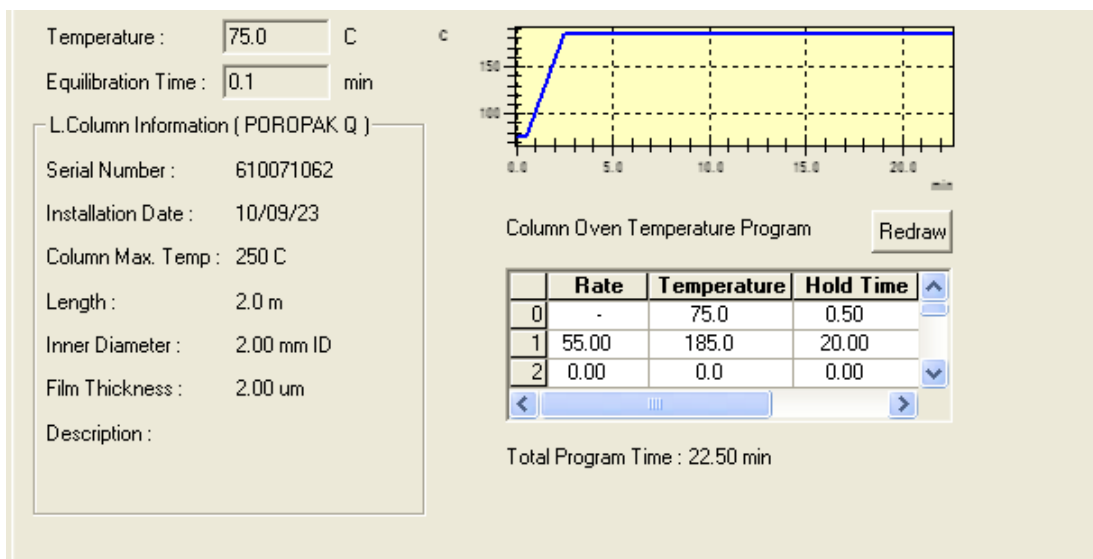 Temperature : 75.0 C
Equilibration Time : 0.1 min
L.Column Information ( POROPAK Q )
Serial Number : 610071062
Installation Date : 10/09/23
Column Max. Temp : 250 C
Length : 2.0 m
Inner Diameter : 2.00 mm ID
Film Thickness : 2.00 um
Description :
C
150
100
0.0 5.0 10.0 15.0 20.0
min
Column Oven Temperature Program Redraw
Rate Temperature Hold Time
0 - 75.0 0.50
1 55.00 185.0 20.00
2 0.00 0.0 0.00
Total Program Time : 22.50 min